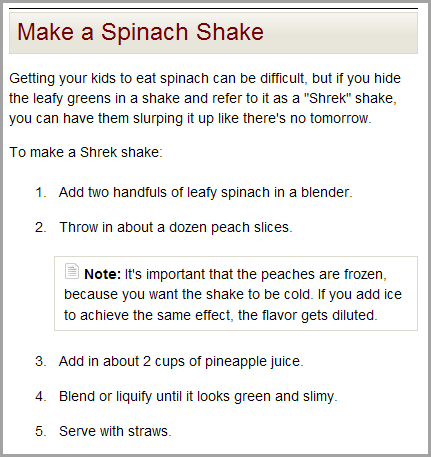 Make a Spinach Shake
Getting your kids to eat spinach can be difficult, but if you hide
the leafy greens in a shake and refer to it as a "Shrek" shake,
you can have them slurping it up like there's no tomorrow.
To make a Shrek shake:
1. Add two handfuls of leafy spinach in a blender.
2. Throw in about a dozen peach slices.
Note: It's important that the peaches are frozen,
because you want the shake to be cold. If you add ice
to achieve the same effect, the flavor gets diluted.
3. Add in about 2 cups of pineapple juice.
4. Blend or liquify until it looks green and slimy.
5. Serve with straws.